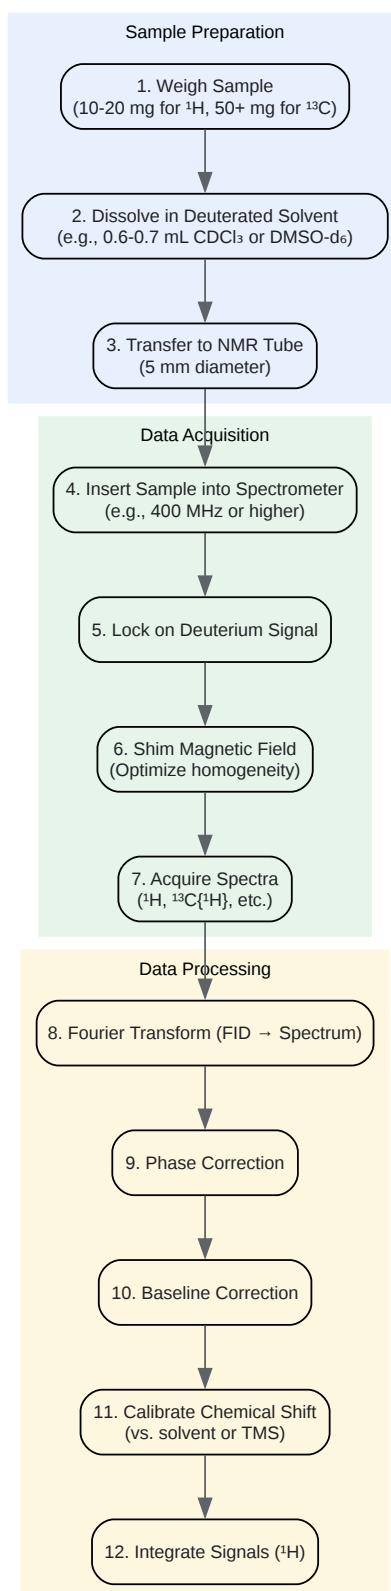 Sample Preparation
1. Weigh Sample
(10-20 mg for ¹H, 50+ mg for ¹³C)
2. Dissolve in Deuterated Solvent
(e.g., 0.6-0.7 mL CDCl₃ or DMSO-d₆)
3. Transfer to NMR Tube
(5 mm diameter)
Data Acquisition
4. Insert Sample into Spectrometer
(e.g., 400 MHz or higher)
5. Lock on Deuterium Signal
6. Shim Magnetic Field
(Optimize homogeneity)
7. Acquire Spectra
(¹H, ¹³C{¹H}, etc.)
Data Processing
8. Fourier Transform (FID → Spectrum)
9. Phase Correction
10. Baseline Correction
11. Calibrate Chemical Shift
(vs. solvent or TMS)
12. Integrate Signals (¹H)